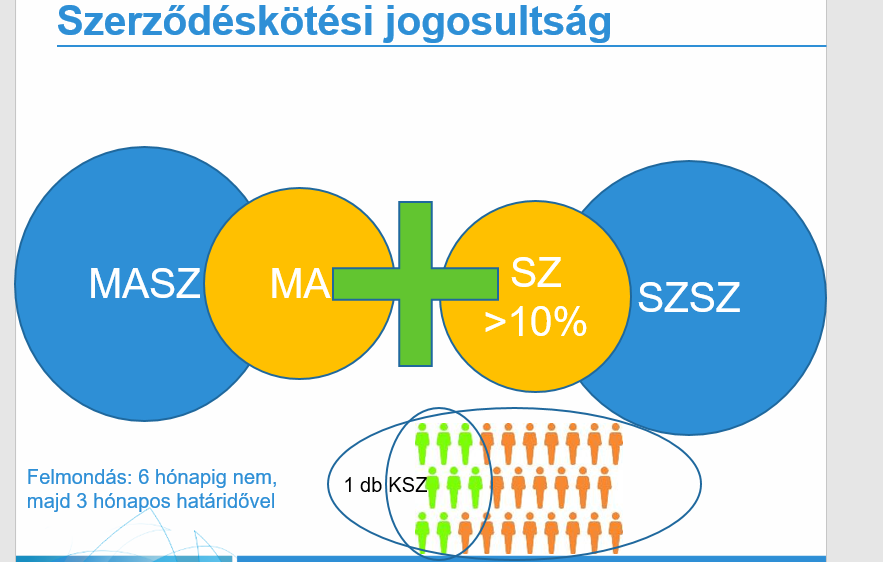 Szerződéskötési jogosultság
MASZ
MA
SZ
>10%
SZSZ
Felmondás: 6 hónapig nem,
majd 3 hónapos határidővel
1 db KSZ